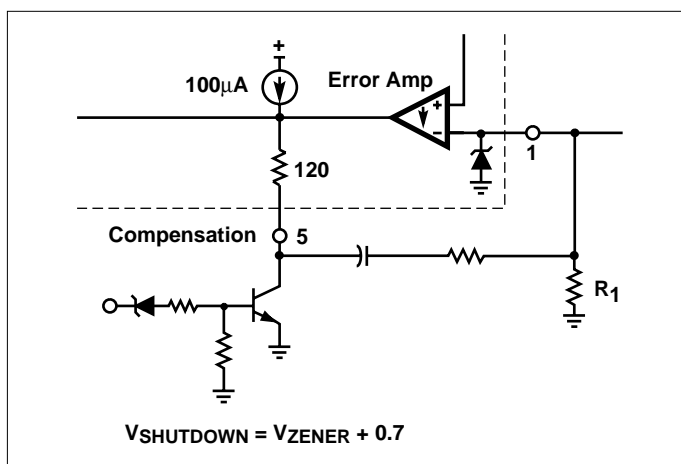 +
100μA
Error Amp
+
−
1
120
Compensation
5
R1
VSHUTDOWN = VZENER + 0.7